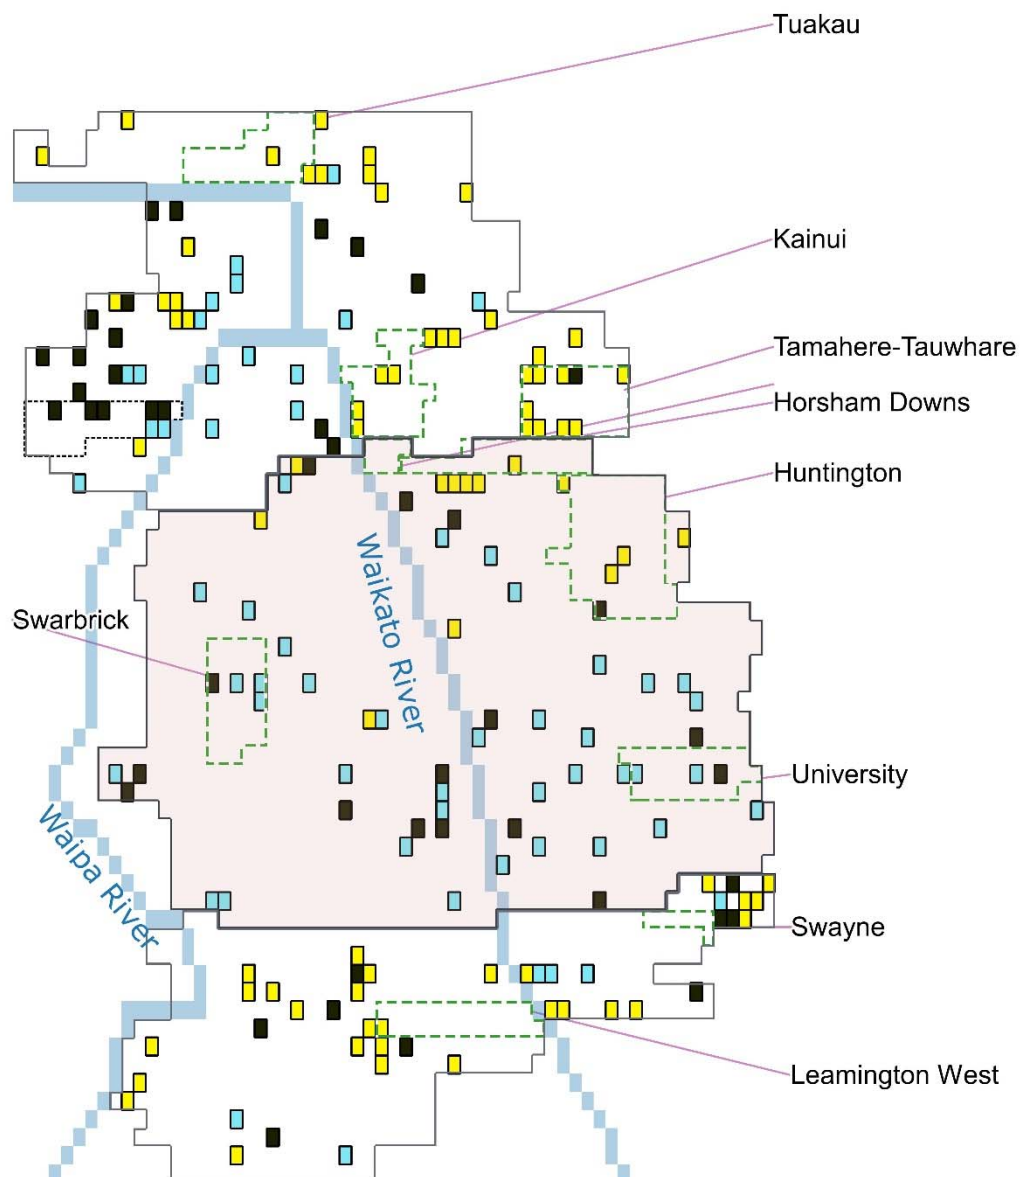 Tuakau
Kainui
Tamahere-Tauwhare
Horsham Downs
Huntington
Waikato River
Swarbrick
University
Waipa River
Swayne
Leamington West